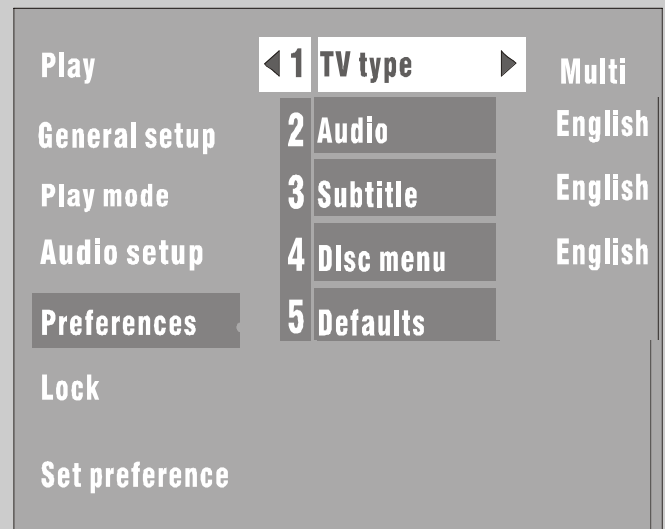 Play 1 TV type Multi
General setup 2 Audio English
Play mode 3 Subtitle English
Audio setup 4 DIsc menu English
Preferences 5 Defaults
Lock
Set preference